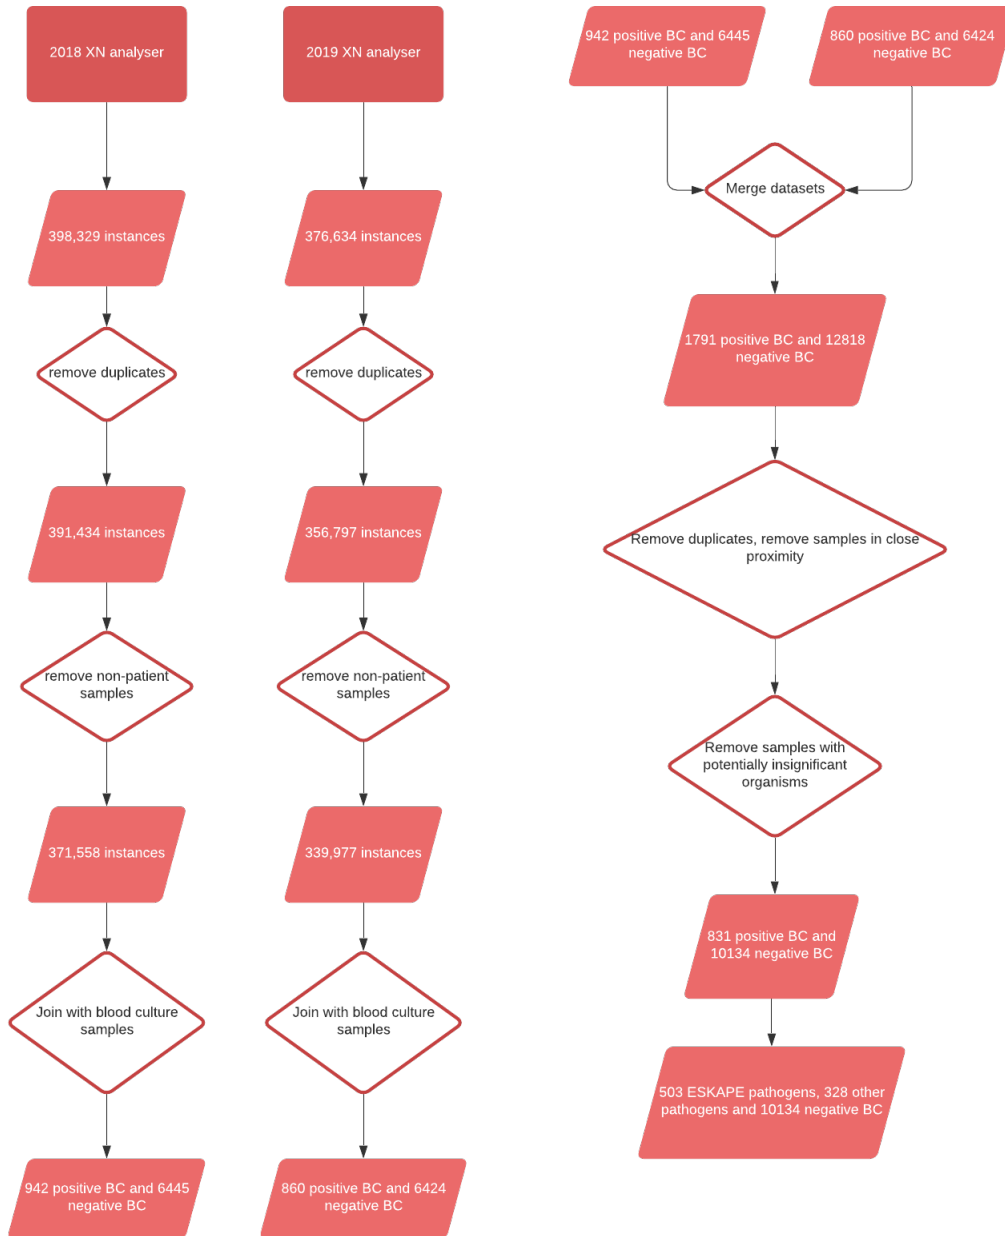 2018 XN analyser
398,329 instances
remove duplicates
391,434 instances
remove non-patient
samples
371,558 instances
Join with blood culture
samples
942 positive BC and 6445
negative BC
2019 XN analyser
376,634 instances
remove duplicates
356,797 instances
remove non-patient
samples
339,977 instances
Join with blood culture
samples
860 positive BC and 6424
negative BC
942 positive BC and 6445
negative BC
860 positive BC and 6424
negative BC
Merge datasets
1791 positive BC and 12818
negative BC
Remove duplicates, remove samples in close
proximity
Remove samples with
potentially insignificant
organisms
831 positive BC and
10134 negative BC
503 ESKAPE pathogens, 328 other
pathogens and 10134 negative BC